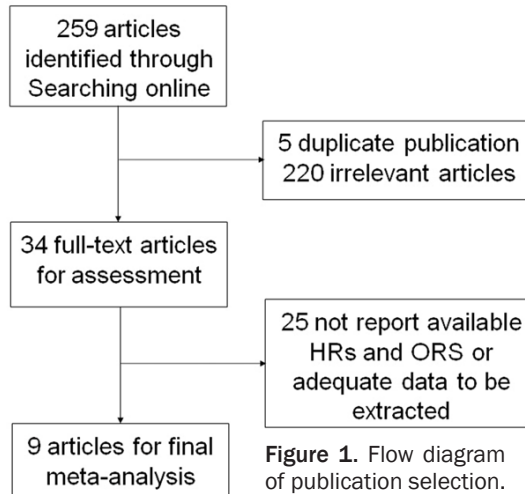 259 articles
identified through
Searching online
5 duplicate publication
220 irrelevant articles
34 full-text articles
for assessment
25 not report available
HRs and ORS or
adequate data to be
extracted
9 articles for final
meta-analysis
Figure 1. Flow diagram
of publication selection.